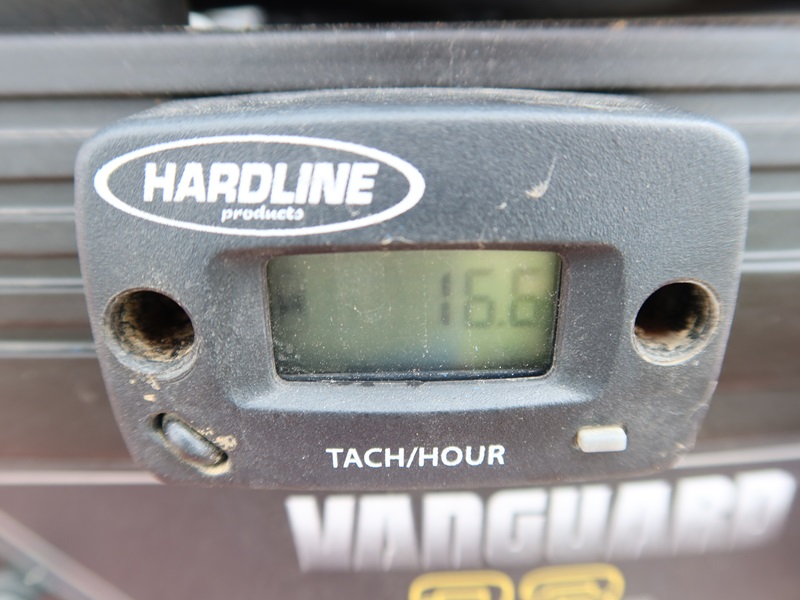 HARDLINE
products
H 16.6
TACH/HOUR
VANGUARD